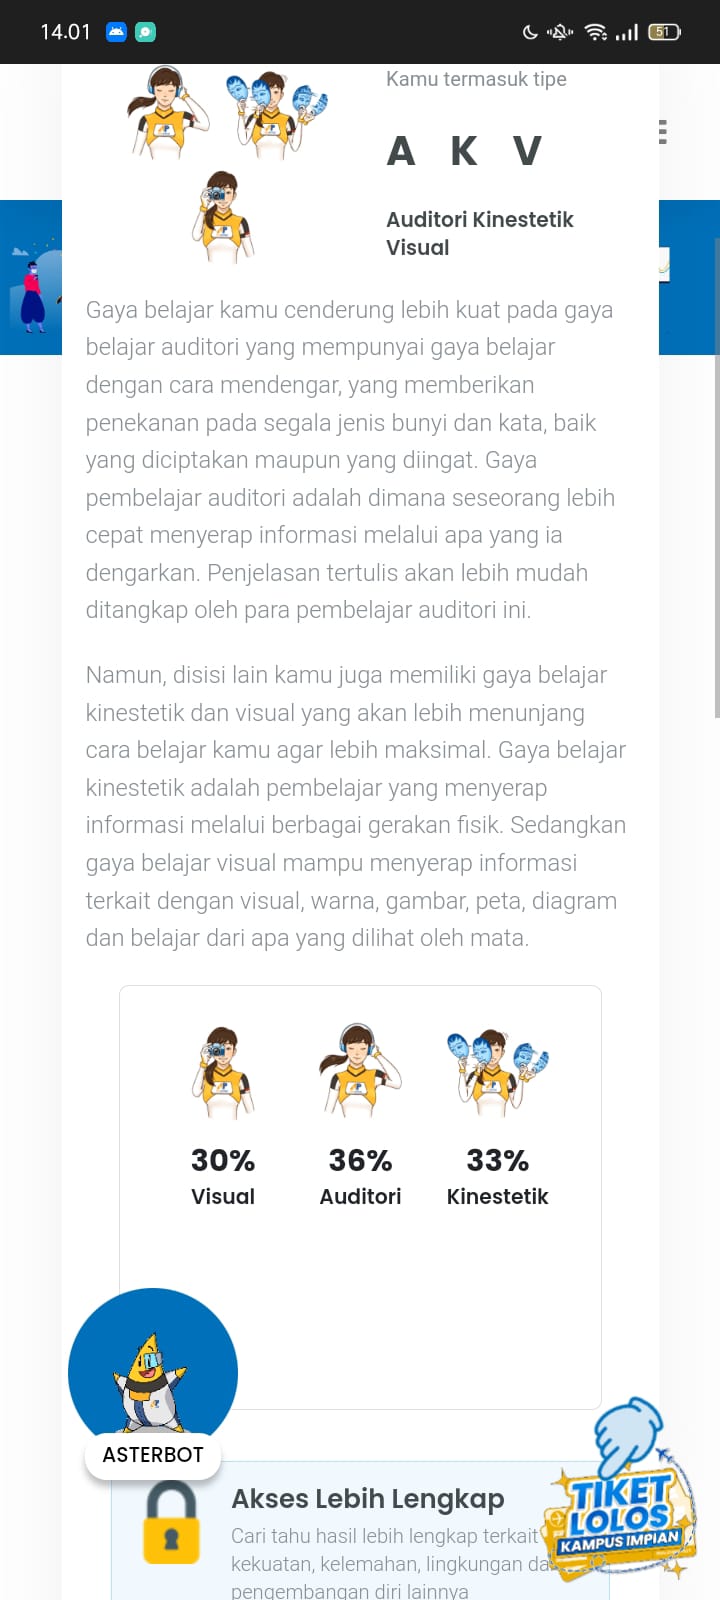 14.01
51
Kamu termasuk tipe
A K V
Auditori Kinestetik
Visual
Gaya belajar kamu cenderung lebih kuat pada gaya
belajar auditori yang mempunyai gaya belajar
dengan cara mendengar, yang memberikan
penekanan pada segala jenis bunyi dan kata, baik
yang diciptakan maupun yang diingat. Gaya
pembelajar auditori adalah dimana seseorang lebih
cepat menyerap informasi melalui apa yang ia
dengarkan. Penjelasan tertulis akan lebih mudah
ditangkap oleh para pembelajar auditori ini.
Namun, disisi lain kamu juga memiliki gaya belajar
kinestetik dan visual yang akan lebih menunjang
cara belajar kamu agar lebih maksimal. Gaya belajar
kinestetik adalah pembelajar yang menyerap
informasi melalui berbagai gerakan fisik. Sedangkan
gaya belajar visual mampu menyerap informasi
terkait dengan visual, warna, gambar, peta, diagram
dan belajar dari apa yang dilihat oleh mata.
30% 36% 33%
Visual Auditori Kinestetik
ASTERBOT
Akses Lebih Lengkap
Cari tahu hasil lebih lengkap terkait
kekuatan, kelemahan, lingkungan da
pengembangan diri lainnya
TIKET
LOLOS
KAMPUS IMPIAN